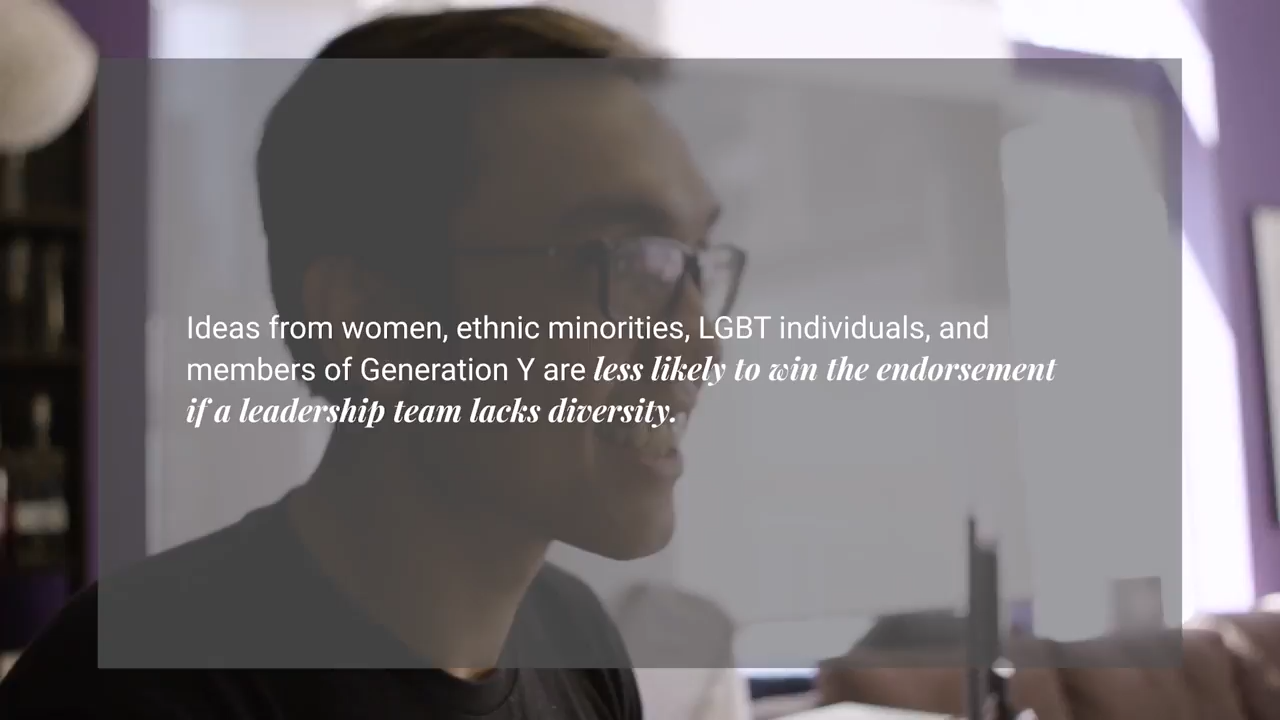 Ideas from women, ethnic minorities, LGBT individuals, and
members of Generation Y are less likely to win the endorsement
if a leadership team lacks diversity.